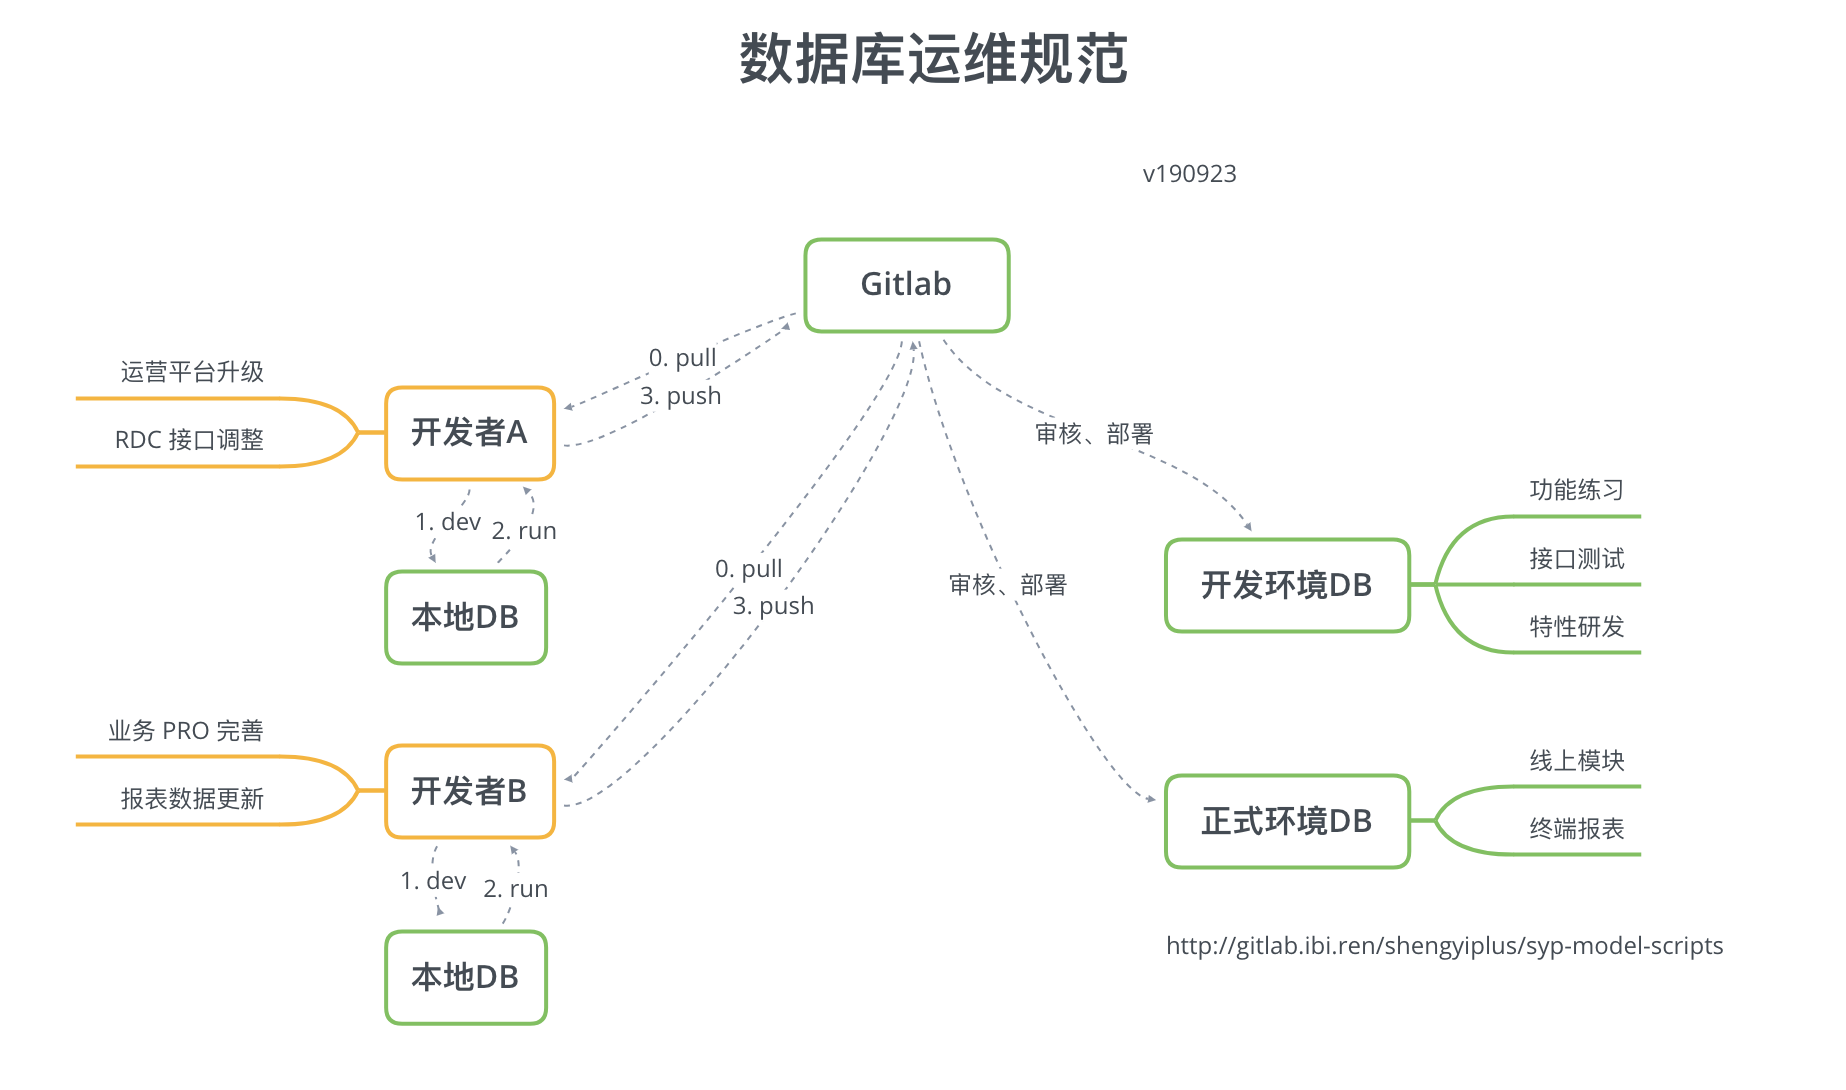 数据库运维规范
v190923
Gitlab
0. pull
3. push
运营平台升级
RDC 接口调整
开发者A
1. dev
2. run
本地DB
0. pull
3. push
业务 PRO 完善
报表数据更新
开发者B
1. dev
2. run
本地DB
审核、部署
审核、部署
开发环境DB
功能练习
接口测试
特性研发
正式环境DB
线上模块
终端报表
http://gitlab.ibi.ren/shengyiplus/syp-model-scripts